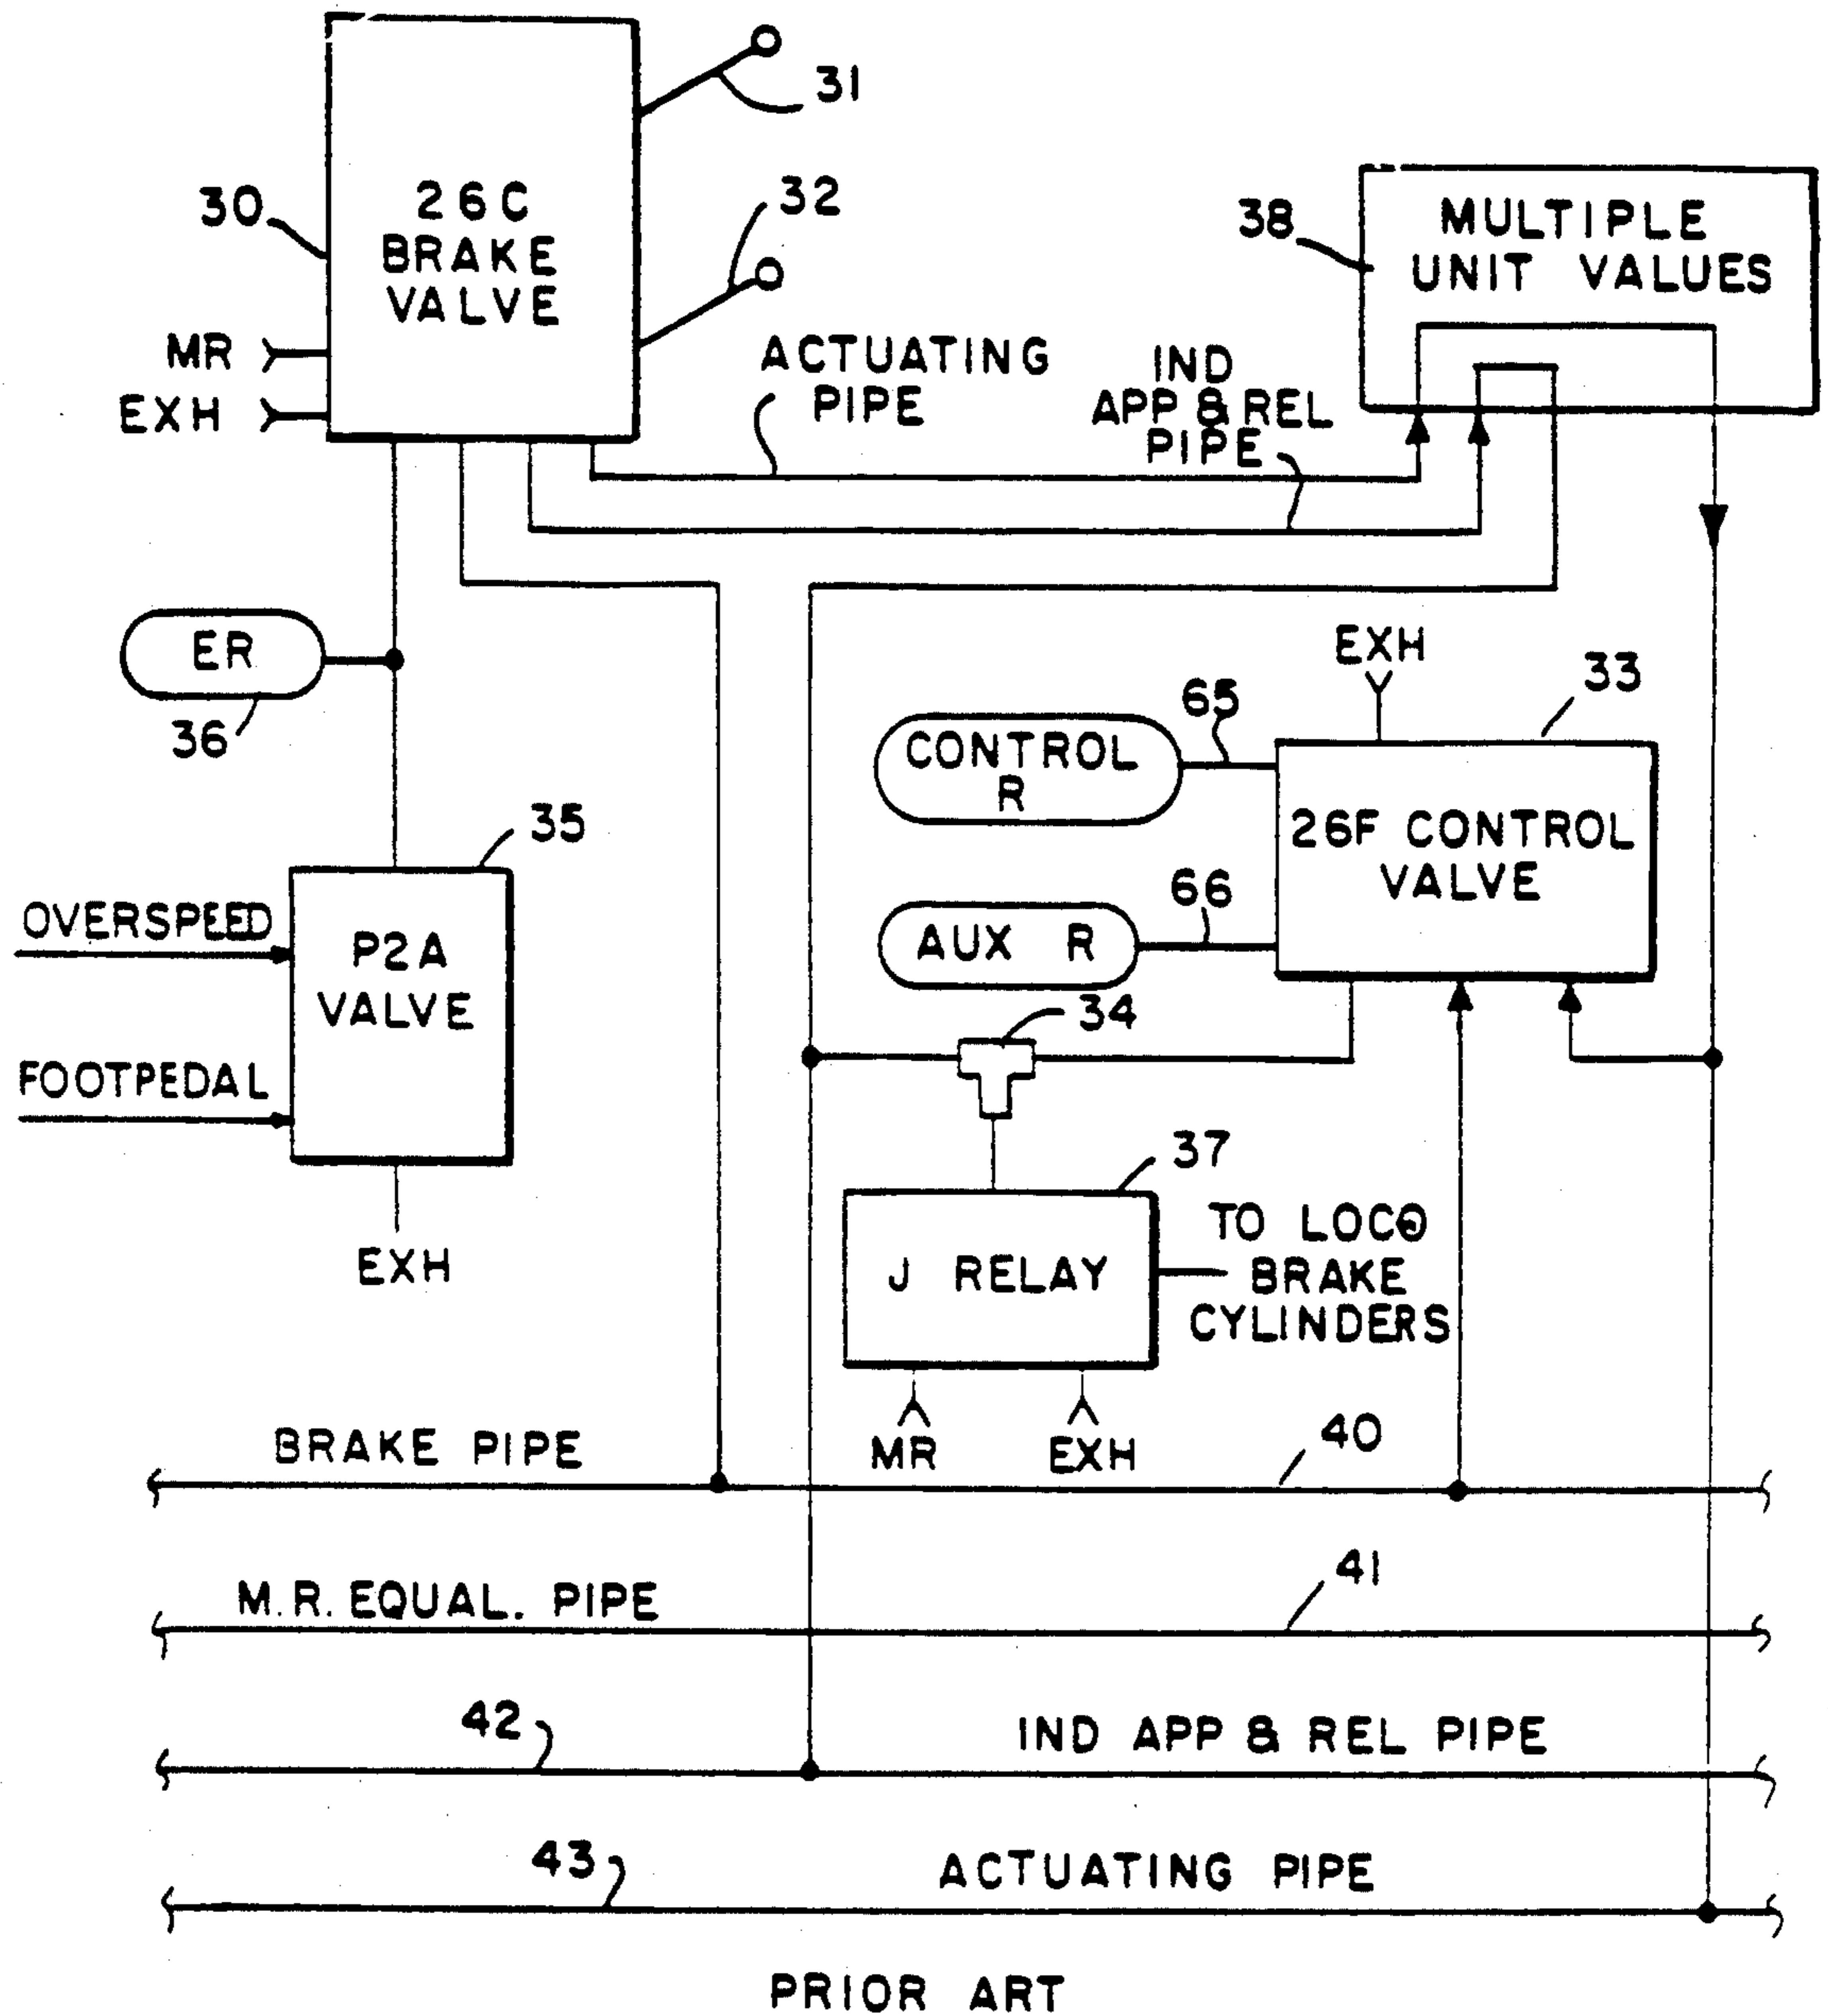 31
30
26C
BRAKE
VALVE
32
MR
EXH
38
MULTIPLE
UNIT VALUES
ACTUATING
PIPE
IND
APP & REL
PIPE
ER
36
EXH
33
65
CONTROL
R
26F CONTROL
VALVE
66
AUX R
35
OVERSPEED
P2A
VALVE
FOOTPEDAL
EXH
34
37
J RELAY
TO LOCO
BRAKE
CYLINDERS
MR
EXH
BRAKE PIPE
40
M.R. EQUAL. PIPE
41
42
IND APP & REL PIPE
43
ACTUATING PIPE
PRIOR ART